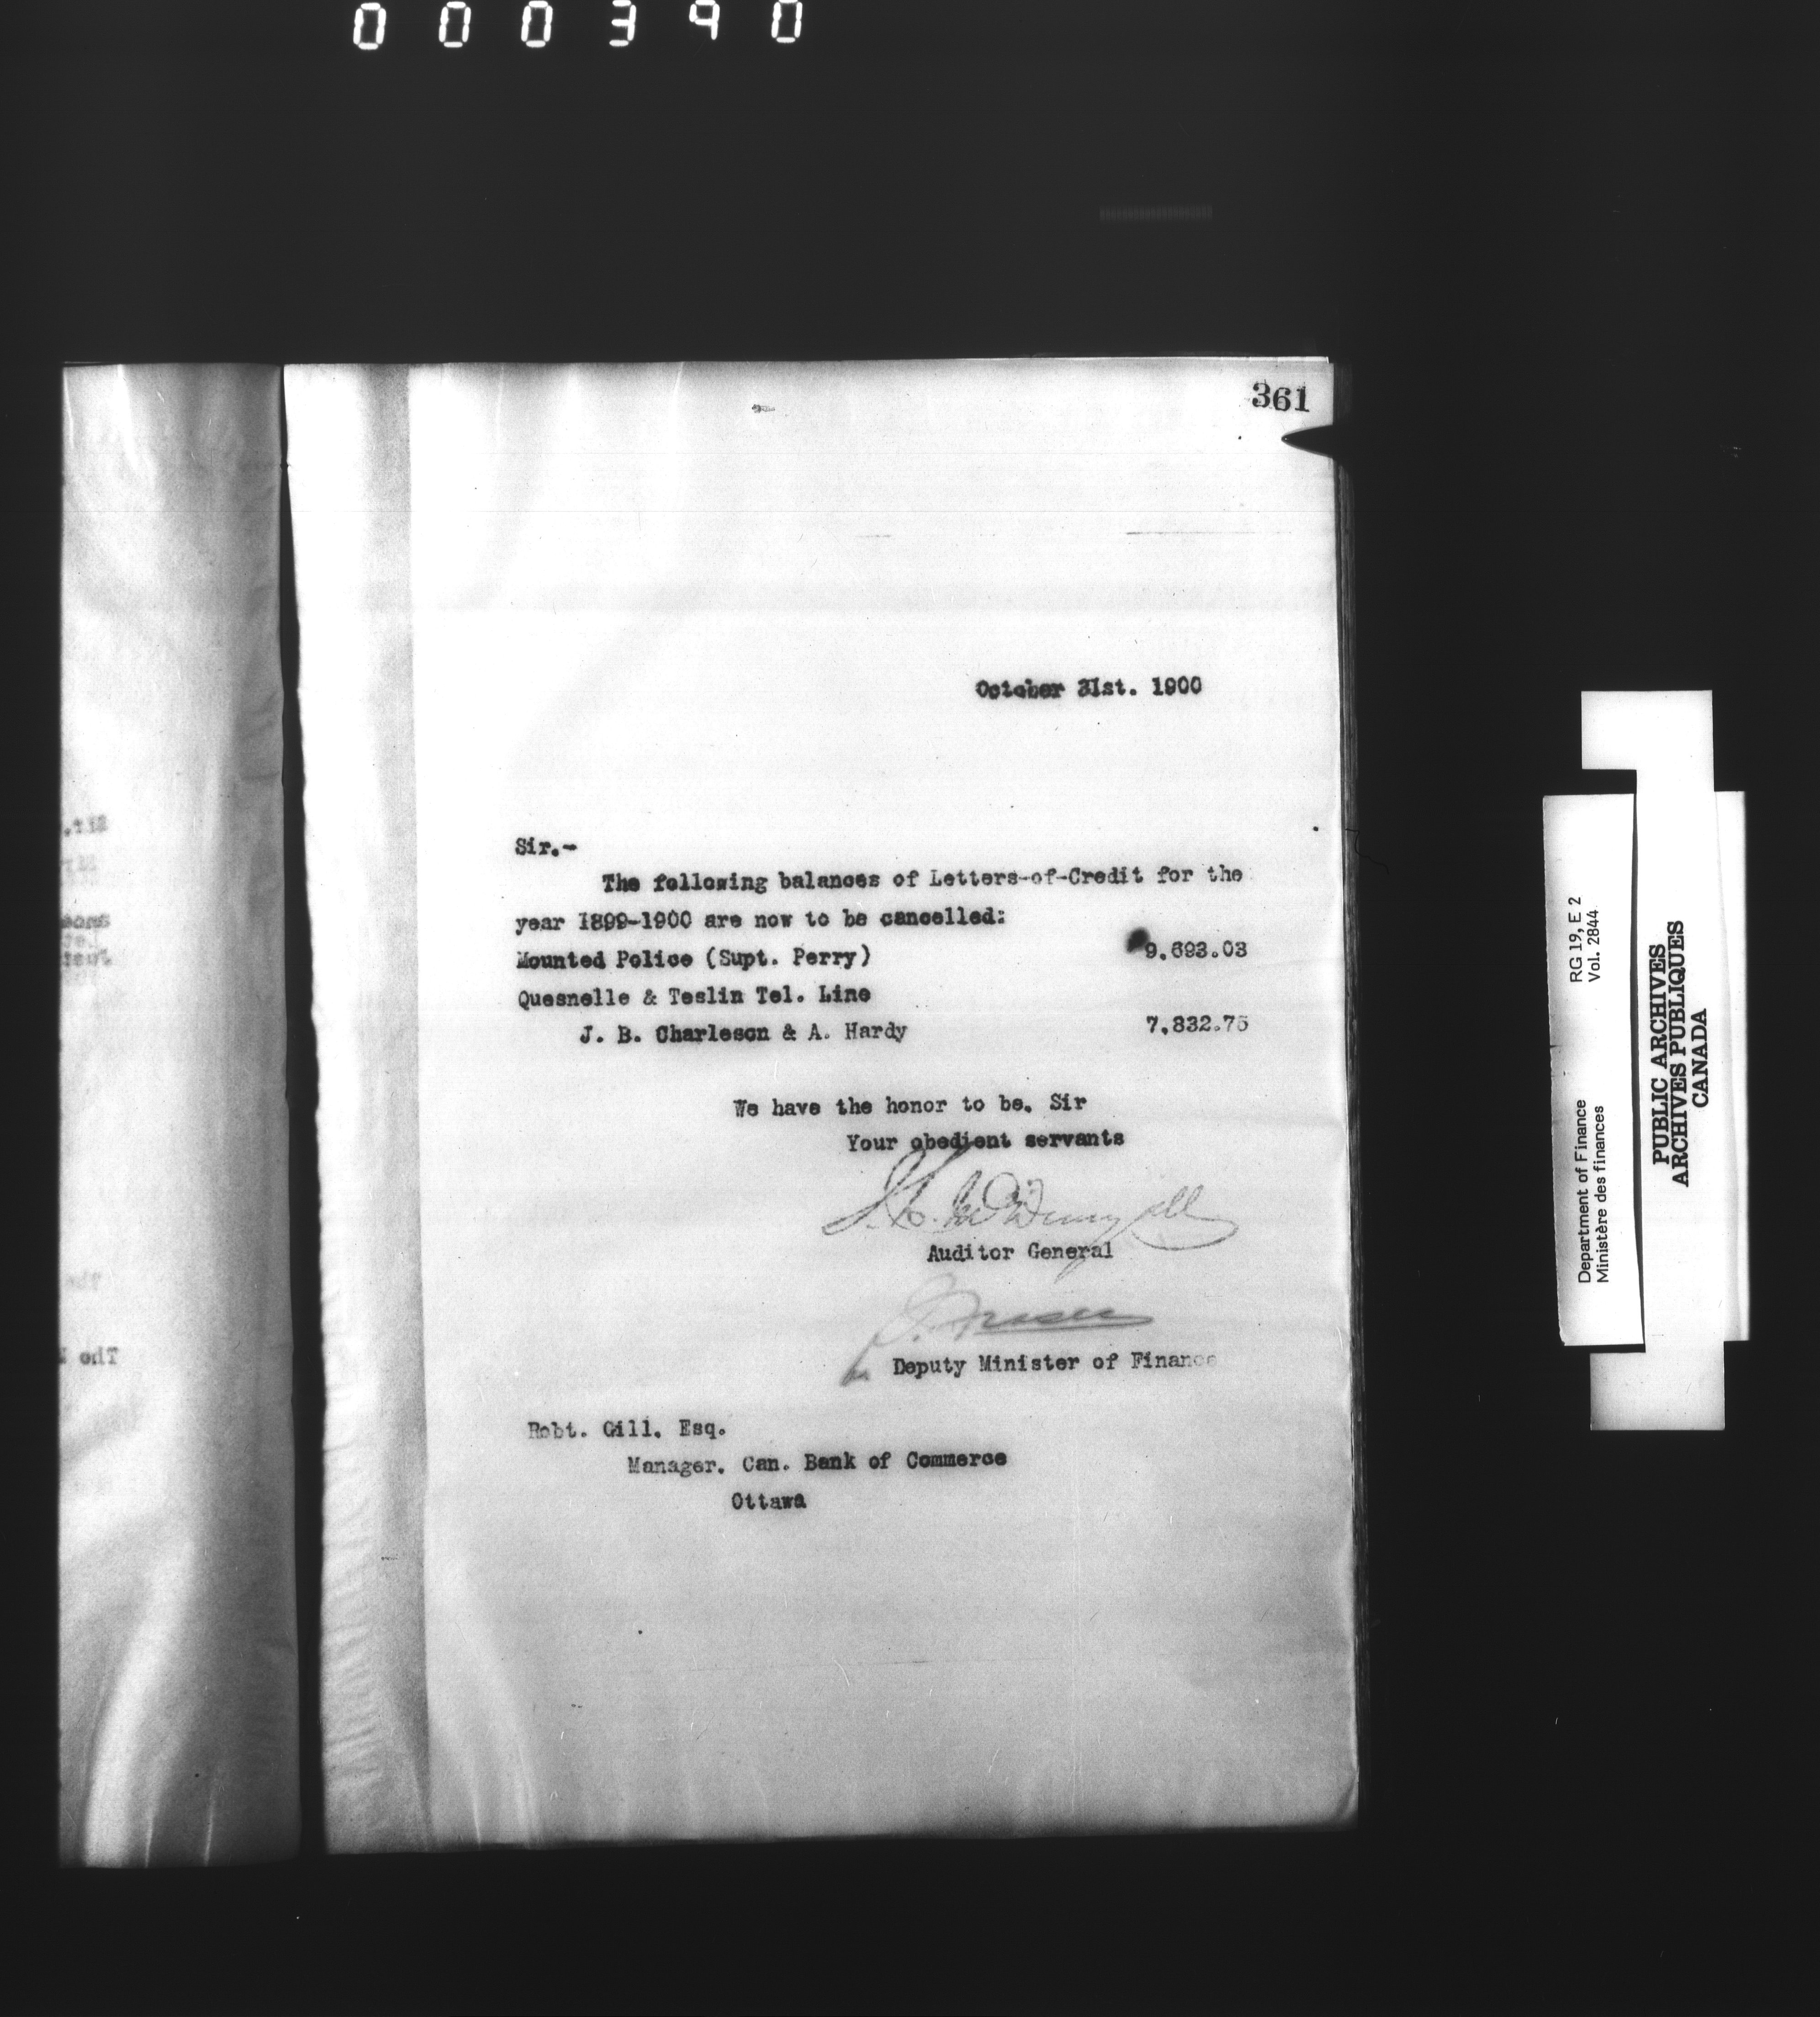 000390
361
October 31st. 1900
Sir.-
The following balances of Letters-of-Credit for the
year 1899-1900 are now to be cancelled:
Mounted Police (Supt. Perry) 9.693.03
Quesnelle & Teslin Tel. Line
J. B. Charleson & A. Hardy 7,832.75
We have the honor to be. Sir
Your obedient servants
Auditor General
Deputy Minister of Finance
Robt. Gill. Esq.
Manager. Can. Bank of Commerce
Ottawa
RG 19, E 2
Vol. 2844
Department of Finance
Ministère des finances
PUBLIC ARCHIVES
ARCHIVES PUBLIQUES
CANADA